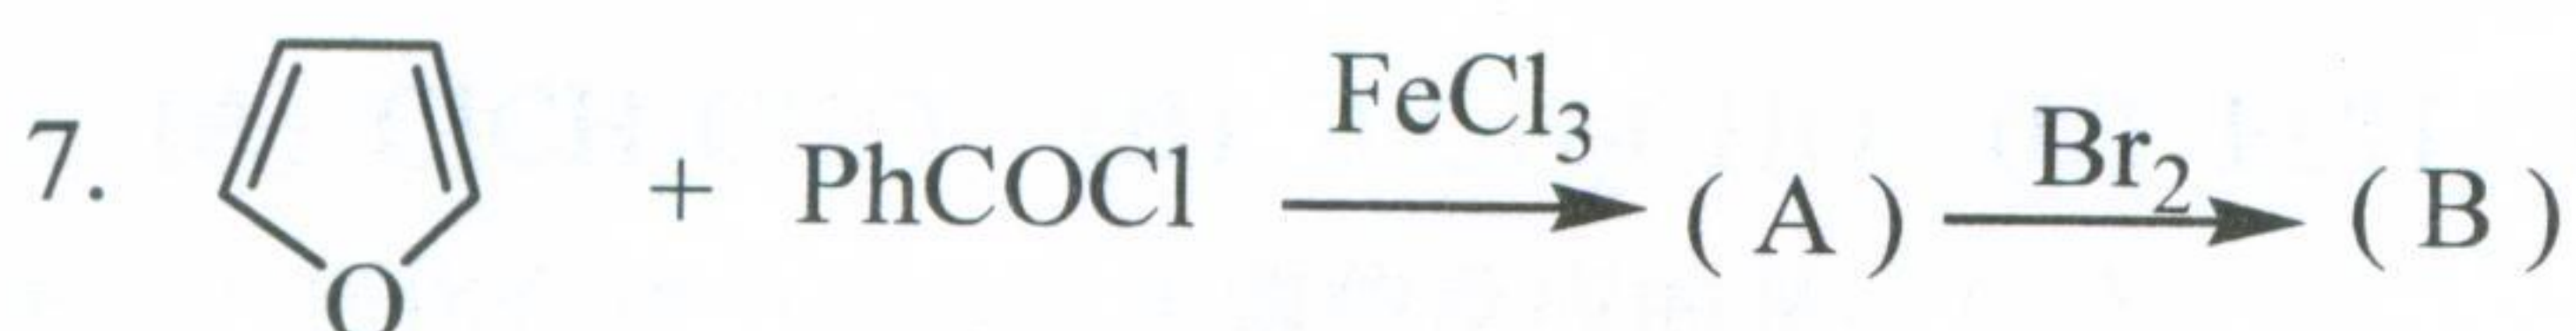 7. O + PhCOCl FeCl₃ ( A ) Br₂ ( B )